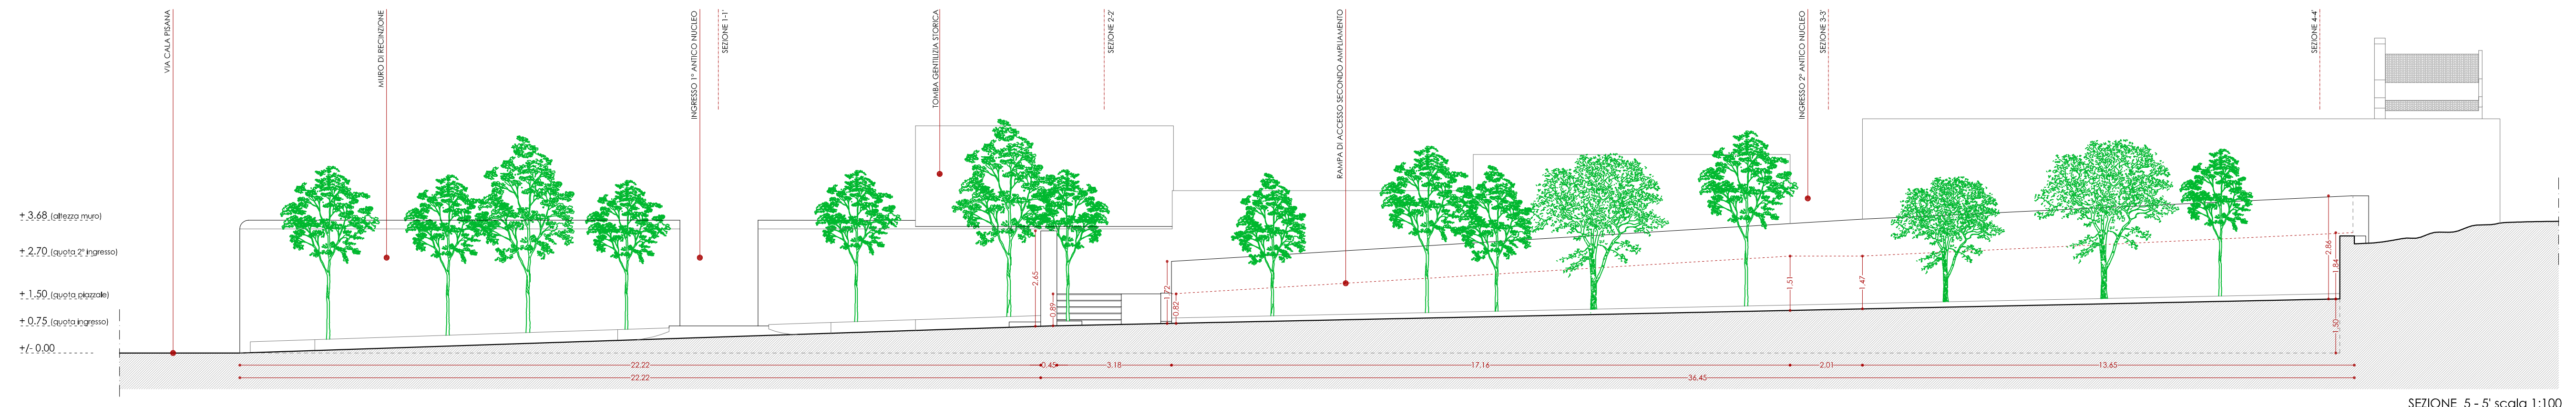 VIA CALA PISANA
MURO DI RECINZIONE
INGRESSO 1° ANTICO NUCLEO
SEZIONE 1-1'
TOMBA GENTILIZIA STORICA
SEZIONE 2-2'
RAMPA DI ACCESSO SECONDO AMPLIAMENTO
INGRESSO 2° ANTICO NUCLEO
SEZIONE 3-3'
SEZIONE 4-4'
+ 3.68 (altezza muro)
+ 2.70 (quota 2° ingresso)
+ 1.50 (quota piazzale)
+ 0.75 (quota ingresso)
+/- 0.00
2.65
0.89
1.72
0.82
1.51
1.47
2.86
1.84
1.50
22.22
0.45
3.18
17.16
2.01
13.65
22.22
36.45
SEZIONE 5 - 5' scala 1:100